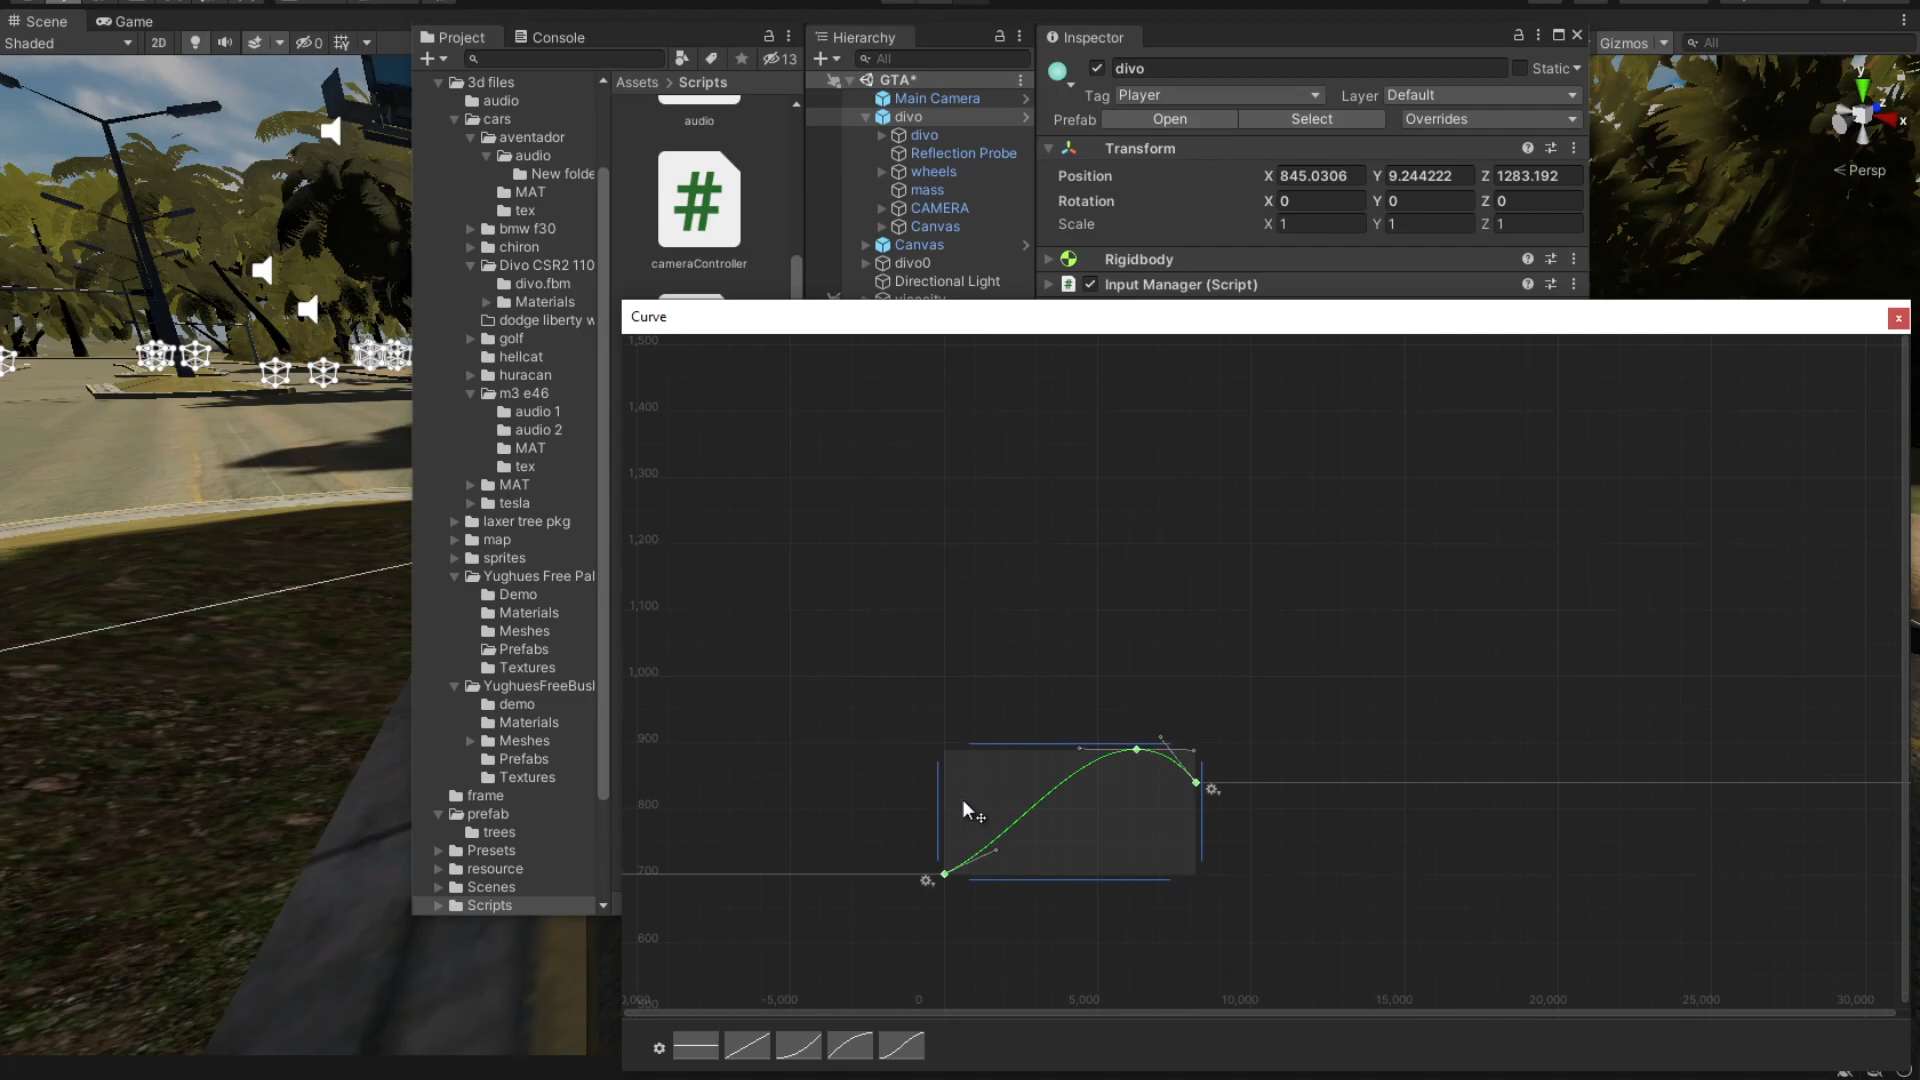 Scene
Game
Shaded
2D
0
Project
Console
13
3d files
audio
cars
aventador
audio
New folde
MAT
tex
bmw f30
chiron
Divo CSR2 110
divo.fbm
Materials
dodge liberty w
golf
hellcat
huracan
m3 e46
audio 1
audio 2
MAT
tex
MAT
tesla
laxer tree pkg
map
sprites
Yughues Free Pal
Demo
Materials
Meshes
Prefabs
Textures
YughuesFreeBusl
demo
Materials
Meshes
Prefabs
Textures
frame
prefab
trees
Presets
resource
Scenes
Scripts
Assets > Scripts
audio
#
cameraController
Hierarchy
All
GTA*
Main Camera
divo
divo
Reflection Probe
wheels
mass
CAMERA
Canvas
Canvas
divo0
Directional Light
Inspector
divo
Static
Tag Player
Layer Default
Prefab Open Select Overrides
Transform
Position X 845.0306 Y 9.244222 Z 1283.192
Rotation X 0 Y 0 Z 0
Scale X 1 Y 1 Z 1
Rigidbody
# Input Manager (Script)
Gizmos
All
y
z
x
Persp
Curve
x
1,500
1,400
1,300
1,200
1,100
1,000
900
800
700
600
500
-5,000
0
5,000
10,000
15,000
20,000
25,000
30,000